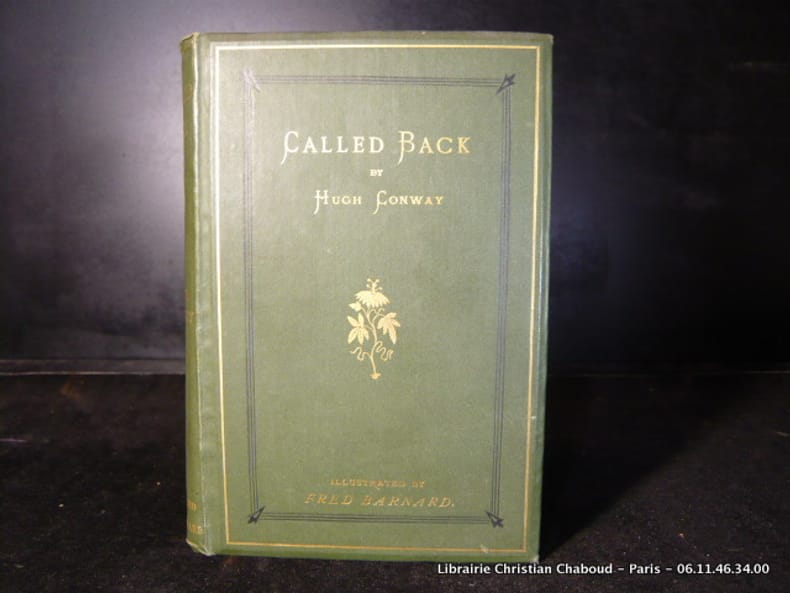 CALLED BACK
BY
HUGH CONWAY
ILLUSTRATED BY
FRED BARNARD.
Librairie Christian Chaboud – Paris – 06.11.46.34.00